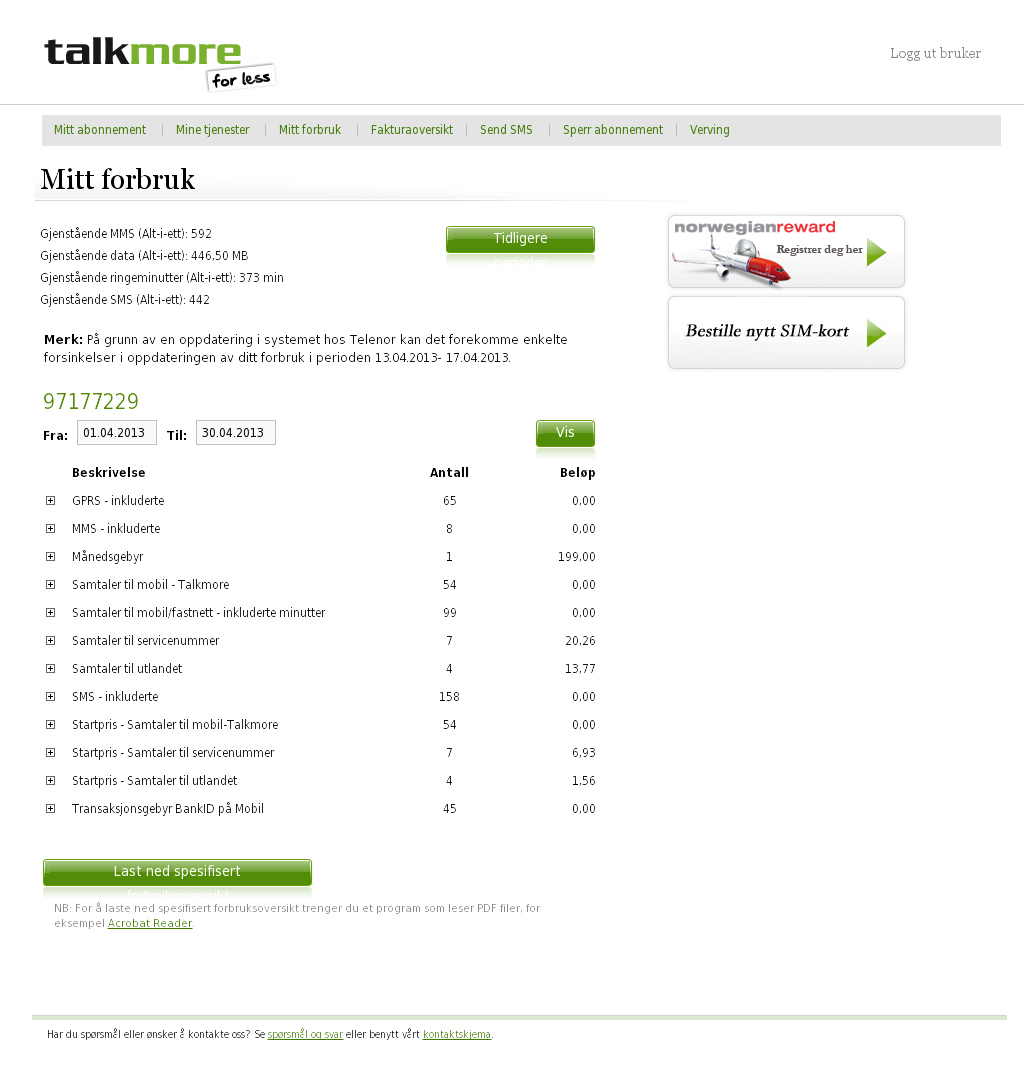 talkmore
for less
Logg ut bruker
Mitt abonnement Mine tjenester Mitt forbruk Fakturaoversikt Send SMS Sperr abonnement Verving
Mitt forbruk
Gjenstående MMS (Alt-i-ett): 592
Gjenstående data (Alt-i-ett): 446,50 MB
Gjenstående ringeminutter (Alt-i-ett): 373 min
Gjenstående SMS (Alt-i-ett): 442
Tidligere
perioder
norwegianreward
Registrer deg her
Bestille nytt SIM-kort
Merk: På grunn av en oppdatering i systemet hos Telenor kan det forekomme enkelte
forsinkelser i oppdateringen av ditt forbruk i perioden 13.04.2013- 17.04.2013.
97177229
Fra: 01.04.2013 Til: 30.04.2013 Vis
Beskrivelse Antall Beløp
GPRS - inkluderte 65 0,00
MMS - inkluderte 8 0,00
Månedsgebyr 1 199,00
Samtaler til mobil - Talkmore 54 0,00
Samtaler til mobil/fastnett - inkluderte minutter 99 0,00
Samtaler til servicenummer 7 20,26
Samtaler til utlandet 4 13,77
SMS - inkluderte 158 0,00
Startpris - Samtaler til mobil-Talkmore 54 0,00
Startpris - Samtaler til servicenummer 7 6,93
Startpris - Samtaler til utlandet 4 1,56
Transaksjonsgebyr BankID på Mobil 45 0,00
Last ned spesifisert
forbruksoversikt
NB: For å laste ned spesifisert forbruksoversikt trenger du et program som leser PDF filer, for
eksempel Acrobat Reader.
Har du spørsmål eller ønsker å kontakte oss? Se spørsmål og svar eller benytt vårt kontaktskjema.